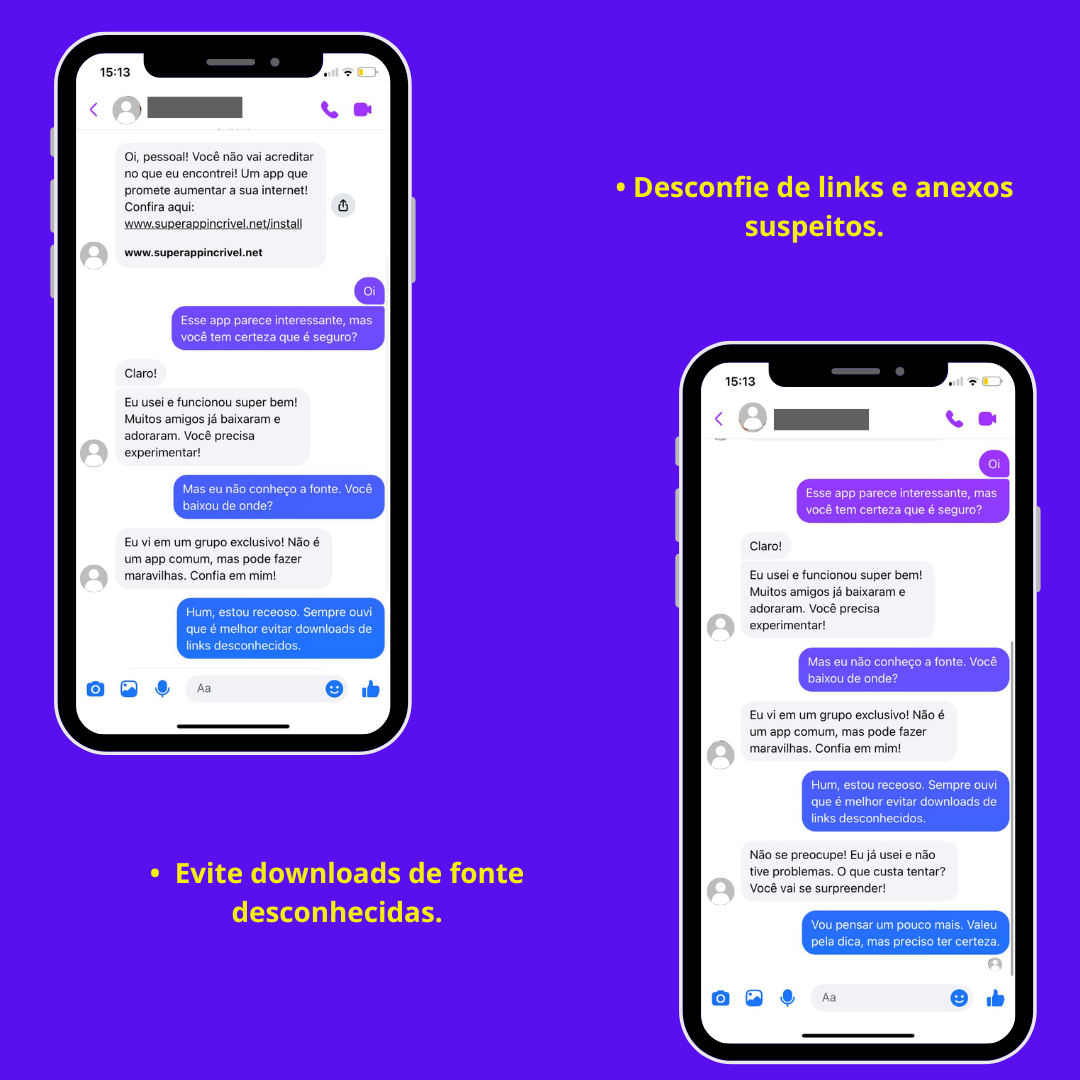 15:13
Oi, pessoal! Você não vai acreditar
no que eu encontrei! Um app que
promete aumentar a sua internet!
Confira aqui:
www.superappincrivel.net/install
www.superappincrivel.net
Oi
Esse app parece interessante, mas
você tem certeza que é seguro?
Claro!
Eu usei e funcionou super bem!
Muitos amigos já baixaram e
adoraram. Você precisa
experimentar!
Mas eu não conheço a fonte. Você
baixou de onde?
Eu vi em um grupo exclusivo! Não é
um app comum, mas pode fazer
maravilhas. Confia em mim!
Hum, estou receoso. Sempre ouvi
que é melhor evitar downloads de
links desconhecidos.
Aa
• Desconfie de links e anexos
suspeitos.
15:13
Oi
Esse app parece interessante, mas
você tem certeza que é seguro?
Claro!
Eu usei e funcionou super bem!
Muitos amigos já baixaram e
adoraram. Você precisa
experimentar!
Mas eu não conheço a fonte. Você
baixou de onde?
Eu vi em um grupo exclusivo! Não é
um app comum, mas pode fazer
maravilhas. Confia em mim!
Hum, estou receoso. Sempre ouvi
que é melhor evitar downloads de
links desconhecidos.
Não se preocupe! Eu já usei e não
tive problemas. O que custa tentar?
Você vai se surpreender!
Vou pensar um pouco mais. Valeu
pela dica, mas preciso ter certeza.
Aa
• Evite downloads de fonte
desconhecidas.